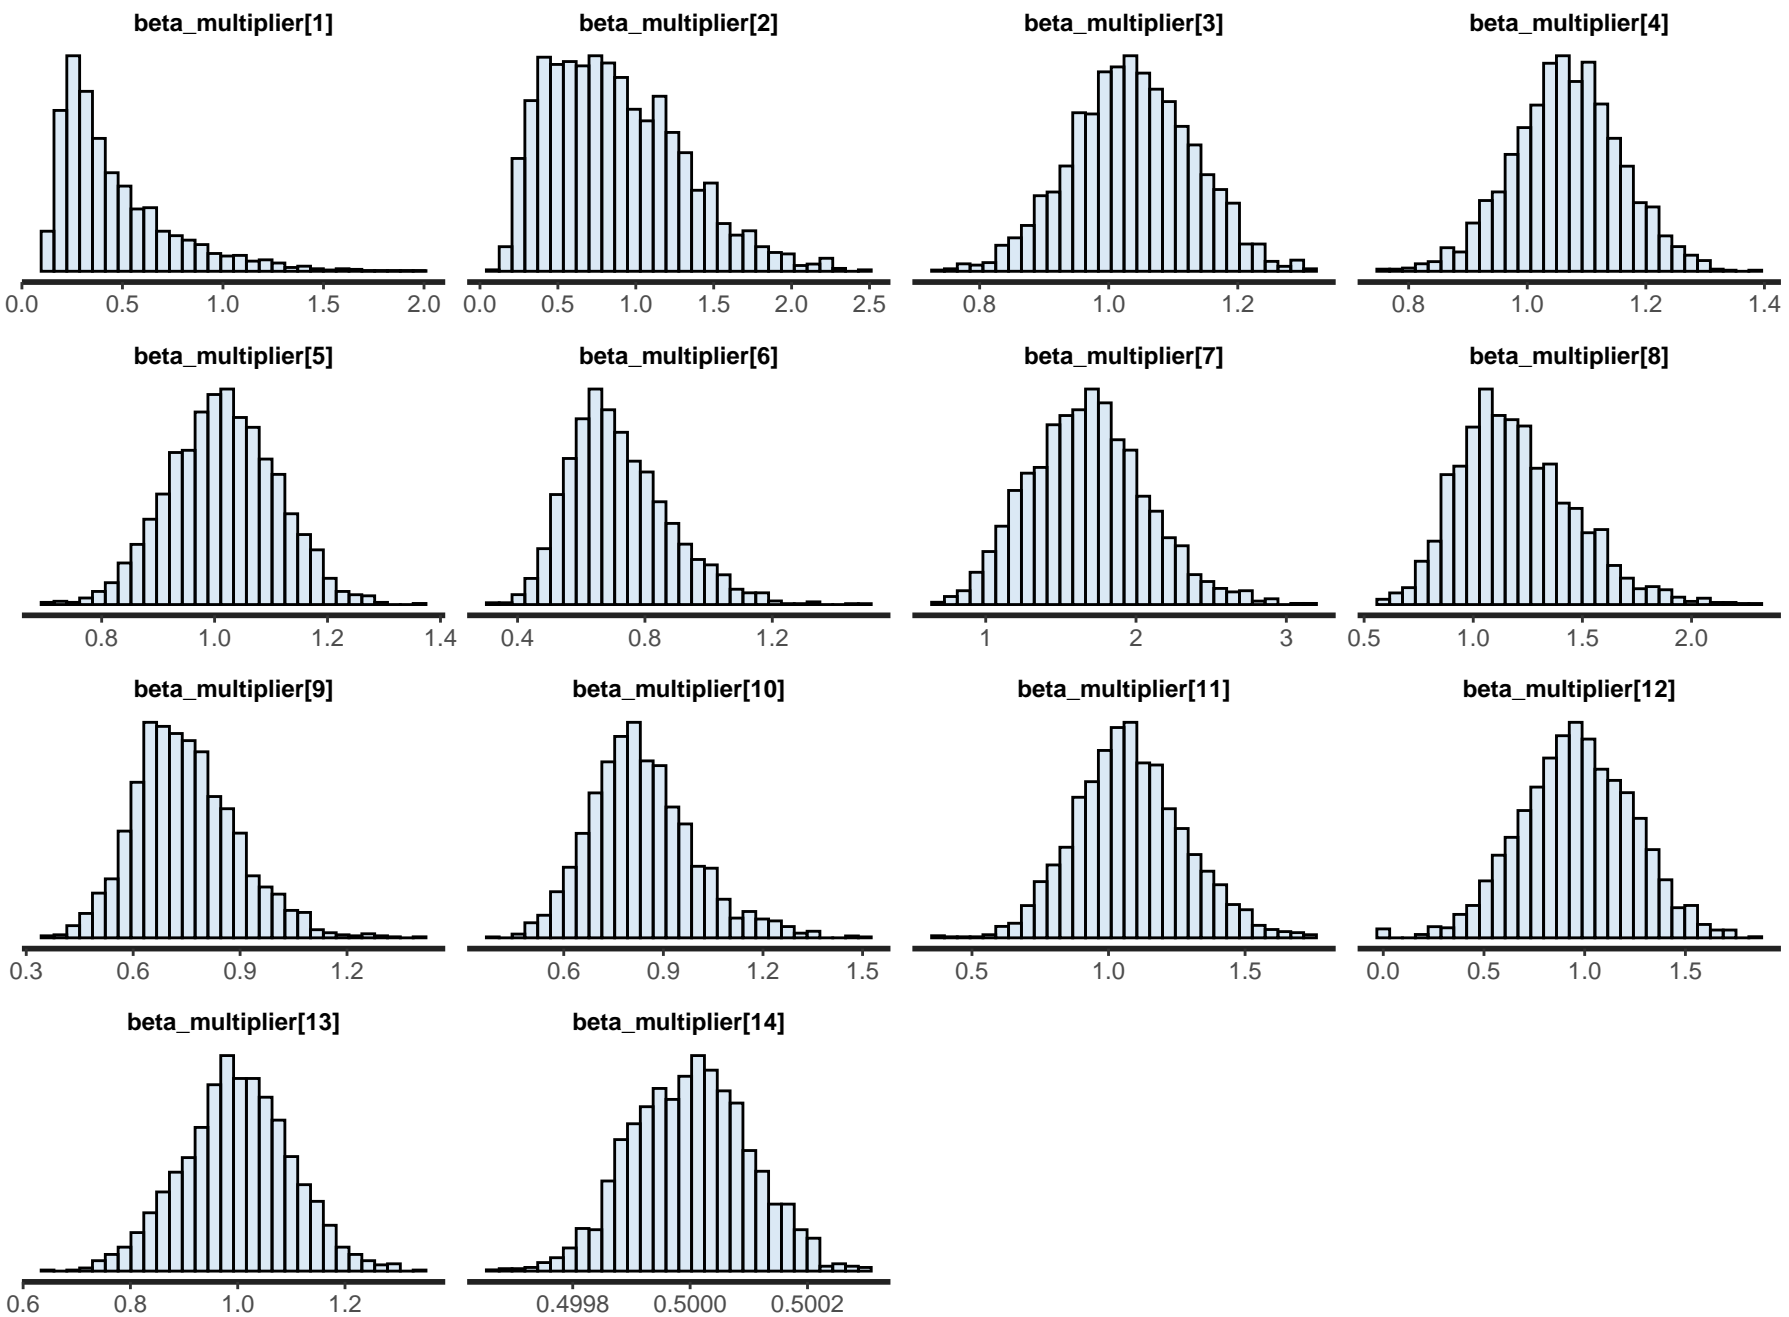 beta_multiplier[1] beta_multiplier[2] beta_multiplier[3] beta_multiplier[4]
0.0 0.5 1.0 1.5 2.0 0.0 0.5 1.0 1.5 2.0 2.5 0.8 1.0 1.2 0.8 1.0 1.2 1.4
beta_multiplier[5] beta_multiplier[6] beta_multiplier[7] beta_multiplier[8]
0.8 1.0 1.2 1.4 0.4 0.8 1.2 1 2 3 0.5 1.0 1.5 2.0
beta_multiplier[9] beta_multiplier[10] beta_multiplier[11] beta_multiplier[12]
0.3 0.6 0.9 1.2 0.6 0.9 1.2 1.5 0.5 1.0 1.5 0.0 0.5 1.0 1.5
beta_multiplier[13] beta_multiplier[14]
0.6 0.8 1.0 1.2 0.4998 0.5000 0.5002